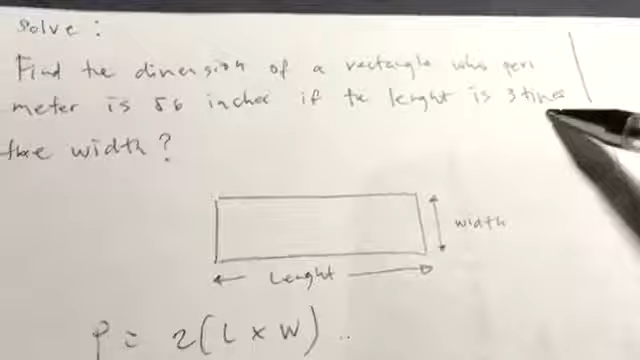 Solve :
Find the dimension of a rectangle who peri
meter is 56 inches if the lenght is 3 times
the width ?
width
Lenght
P = 2 ( L x W ) ..